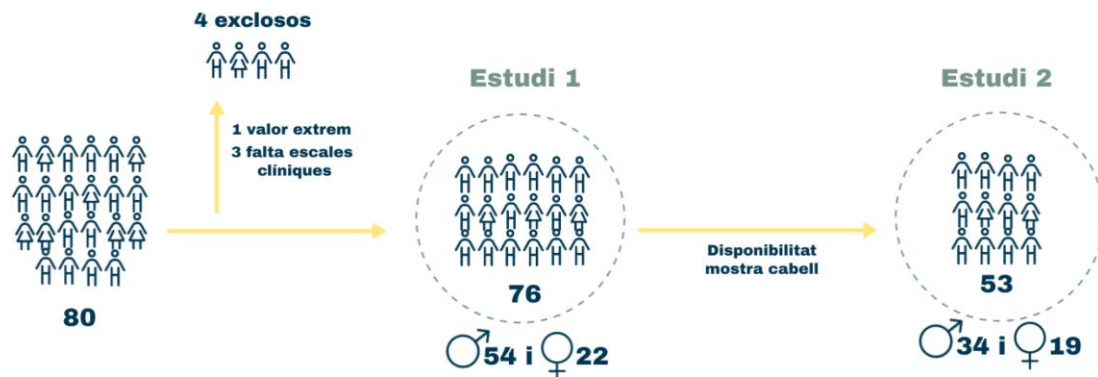 4 exclosos
Estudi 1
Estudi 2
1 valor extrem
3 falta escales
clíniques
Disponibilitat
mostra cabell
80
76
53
♂54 i ♀22
♂34 i ♀19